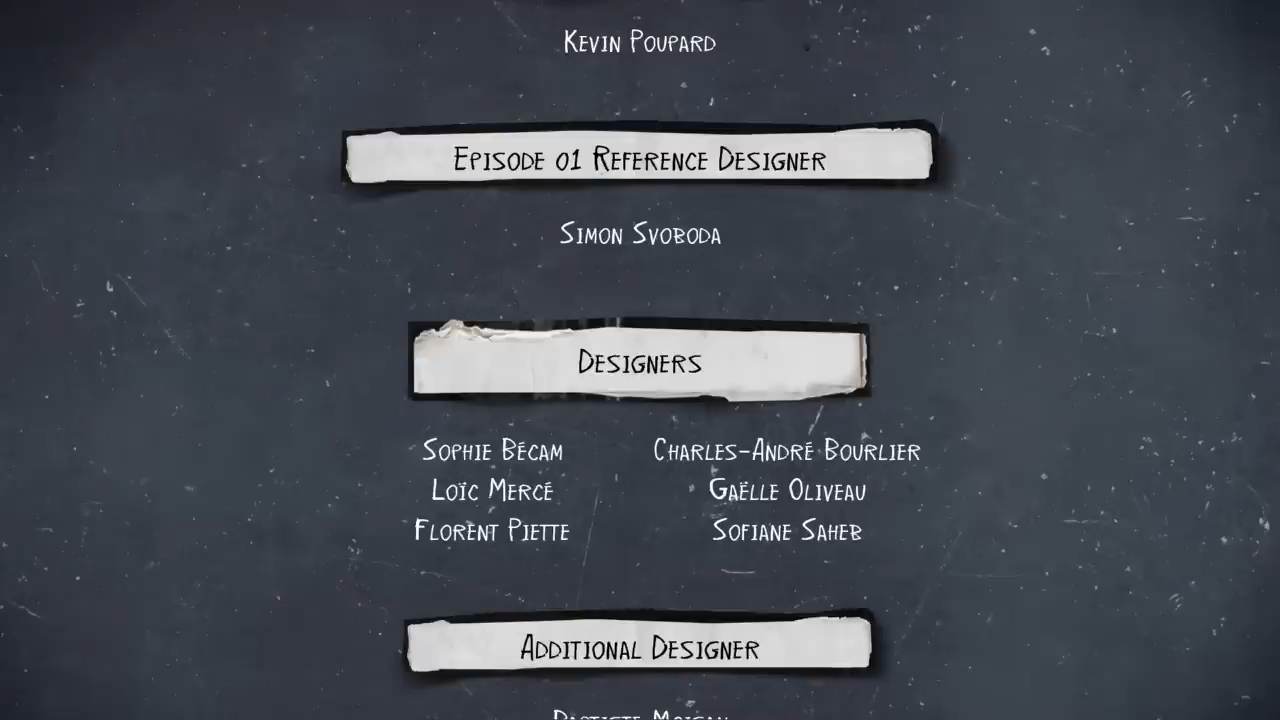 Kevin Poupard
Episode 01 Reference Designer
Simon Svoboda
Designers
Sophie Bécam
Charles-André Bourlier
Loïc Mercé
Gaëlle Oliveau
Florent Piette
Sofiane Saheb
Additional Designer